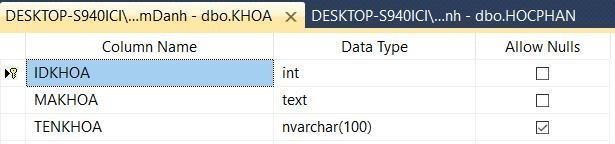 DESKTOP-S940ICI\...mDanh - dbo.KHOA DESKTOP-S940ICI\...nh - dbo.HOCPHAN
Column Name Data Type Allow Nulls
IDKHOA int
MAKHOA text
TENKHOA nvarchar(100)